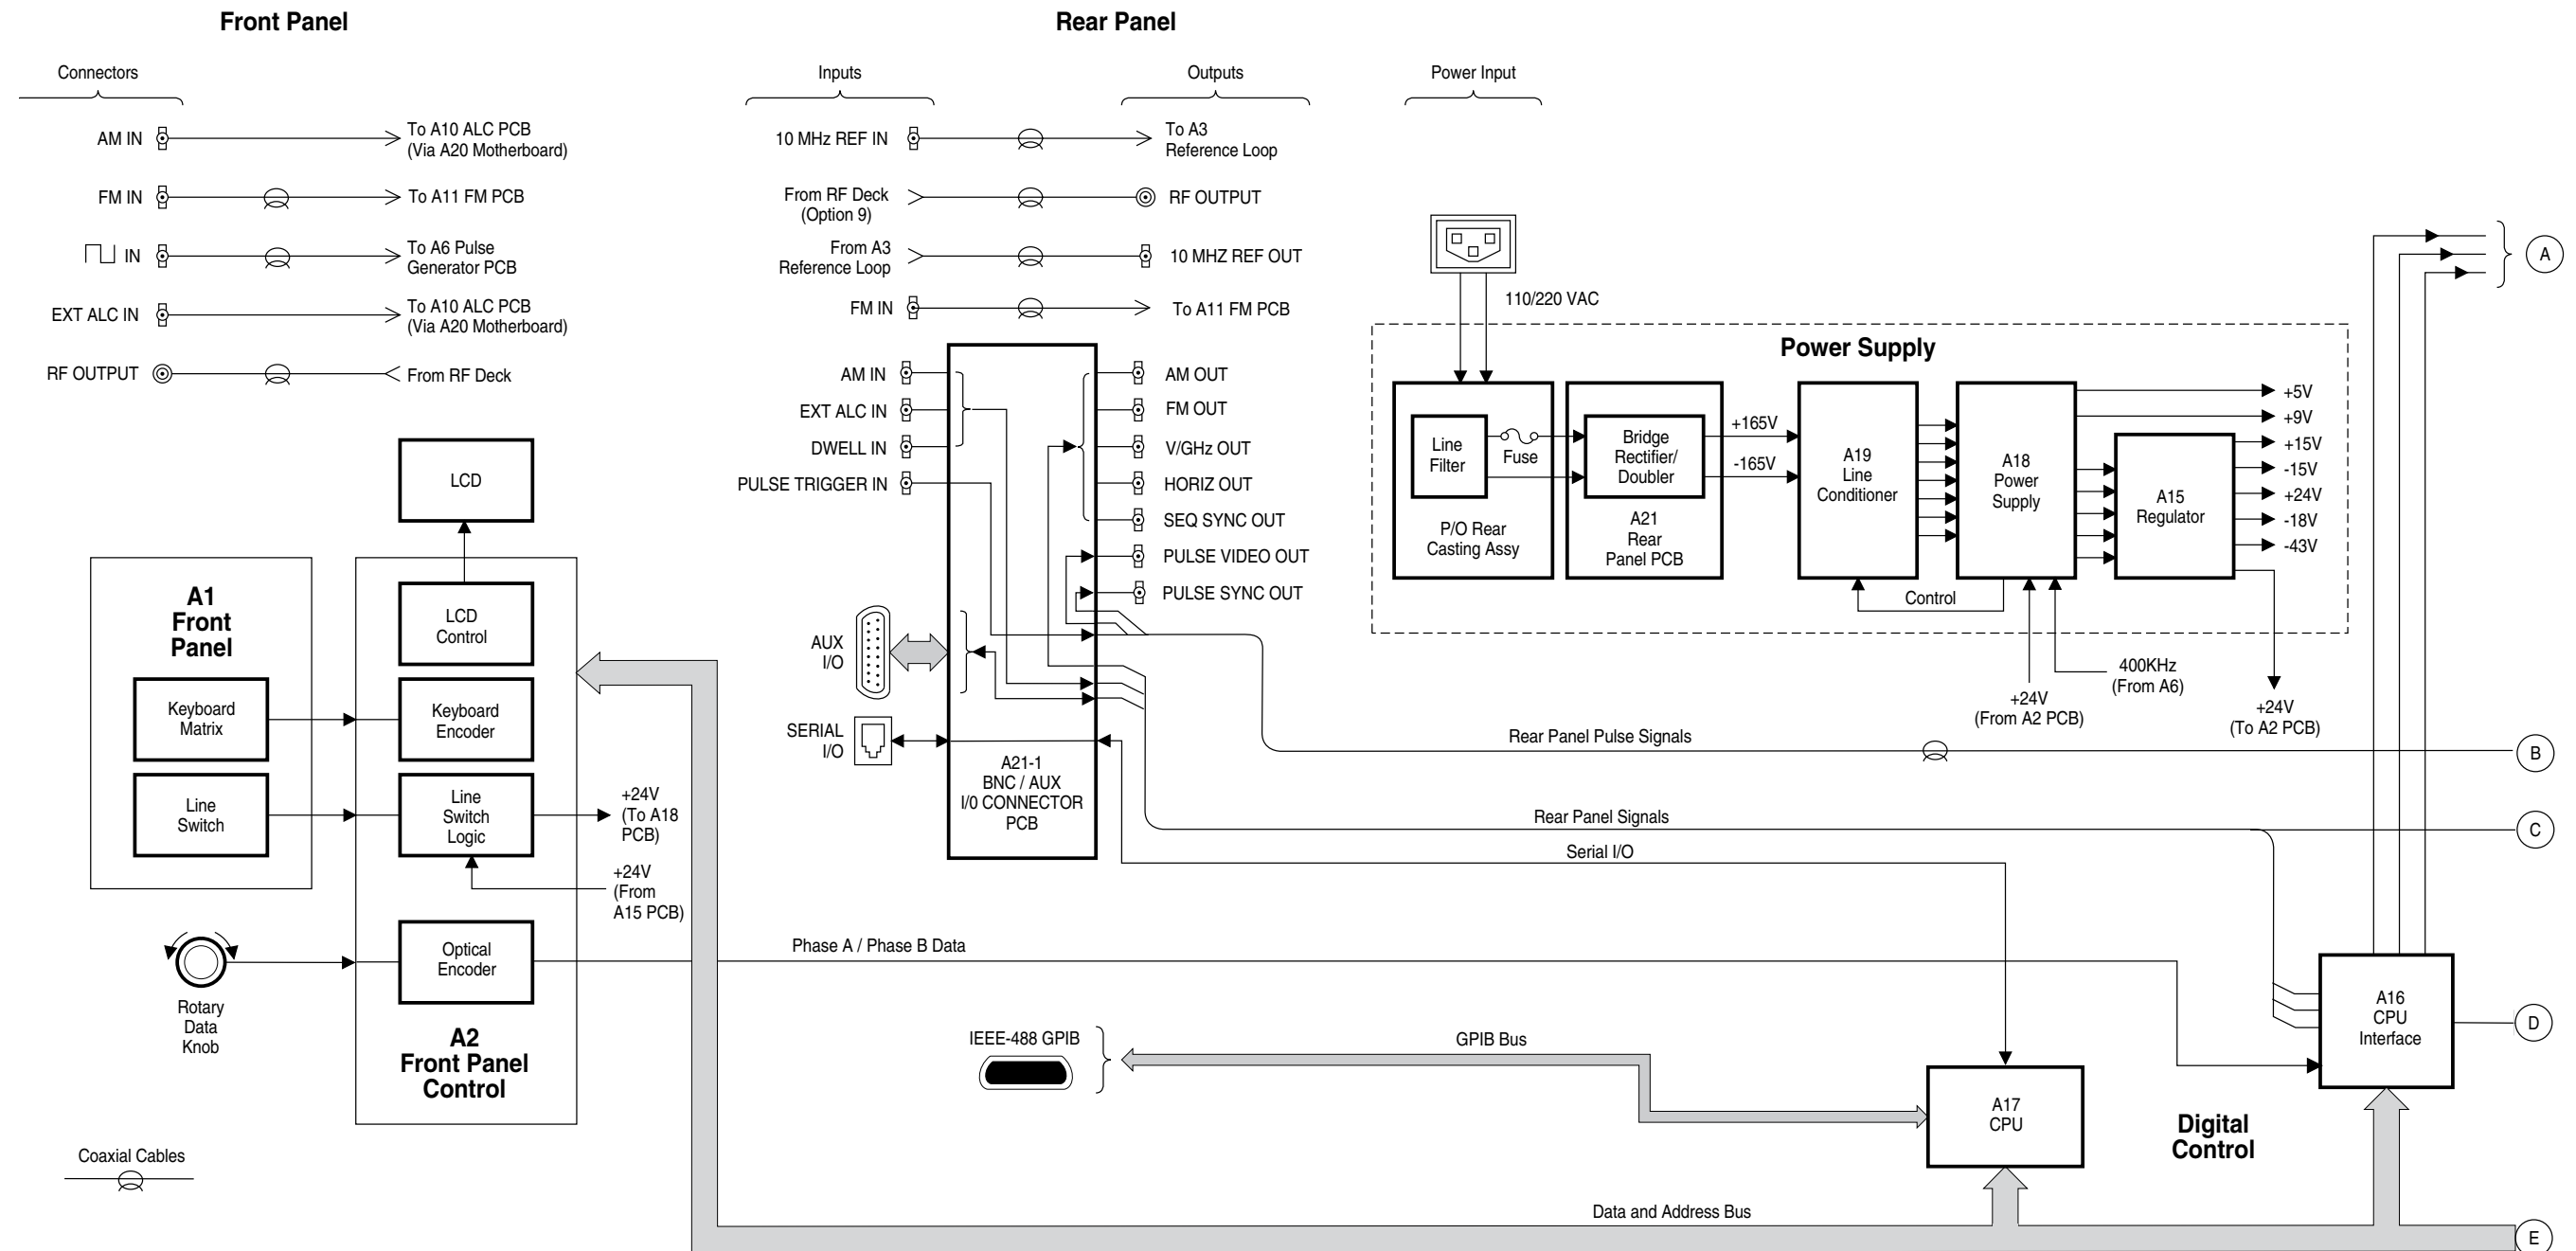 Front Panel
Connectors
AM IN
To A10 ALC PCB
(Via A20 Motherboard)
FM IN
To A11 FM PCB
IN
To A6 Pulse
Generator PCB
EXT ALC IN
To A10 ALC PCB
(Via A20 Motherboard)
RF OUTPUT
From RF Deck
LCD
A1
Front
Panel
Keyboard
Matrix
Line
Switch
LCD
Control
Keyboard
Encoder
Line
Switch
Logic
+24V
(To A18
PCB)
+24V
(From
A15 PCB)
Optical
Encoder
Rotary
Data
Knob
A2
Front Panel
Control
Coaxial Cables
Rear Panel
Inputs
Outputs
10 MHz REF IN
To A3
Reference Loop
From RF Deck
(Option 9)
RF OUTPUT
From A3
Reference Loop
10 MHZ REF OUT
FM IN
To A11 FM PCB
AM IN
EXT ALC IN
DWELL IN
PULSE TRIGGER IN
AM OUT
FM OUT
V/GHz OUT
HORIZ OUT
SEQ SYNC OUT
PULSE VIDEO OUT
PULSE SYNC OUT
AUX
I/O
SERIAL
I/O
A21-1
BNC / AUX
I/0 CONNECTOR
PCB
Power Input
110/220 VAC
Power Supply
Line
Filter
Fuse
P/O Rear
Casting Assy
Bridge
Rectifier/
Doubler
A21
Rear
Panel PCB
+165V
-165V
A19
Line
Conditioner
A18
Power
Supply
A15
Regulator
Control
+5V
+9V
+15V
-15V
+24V
-18V
-43V
400KHz
(From A6)
+24V
(From A2 PCB)
+24V
(To A2 PCB)
Rear Panel Pulse Signals
Rear Panel Signals
Serial I/O
Phase A / Phase B Data
IEEE-488 GPIB
GPIB Bus
A17
CPU
A16
CPU
Interface
Digital
Control
Data and Address Bus
A
B
C
D
E